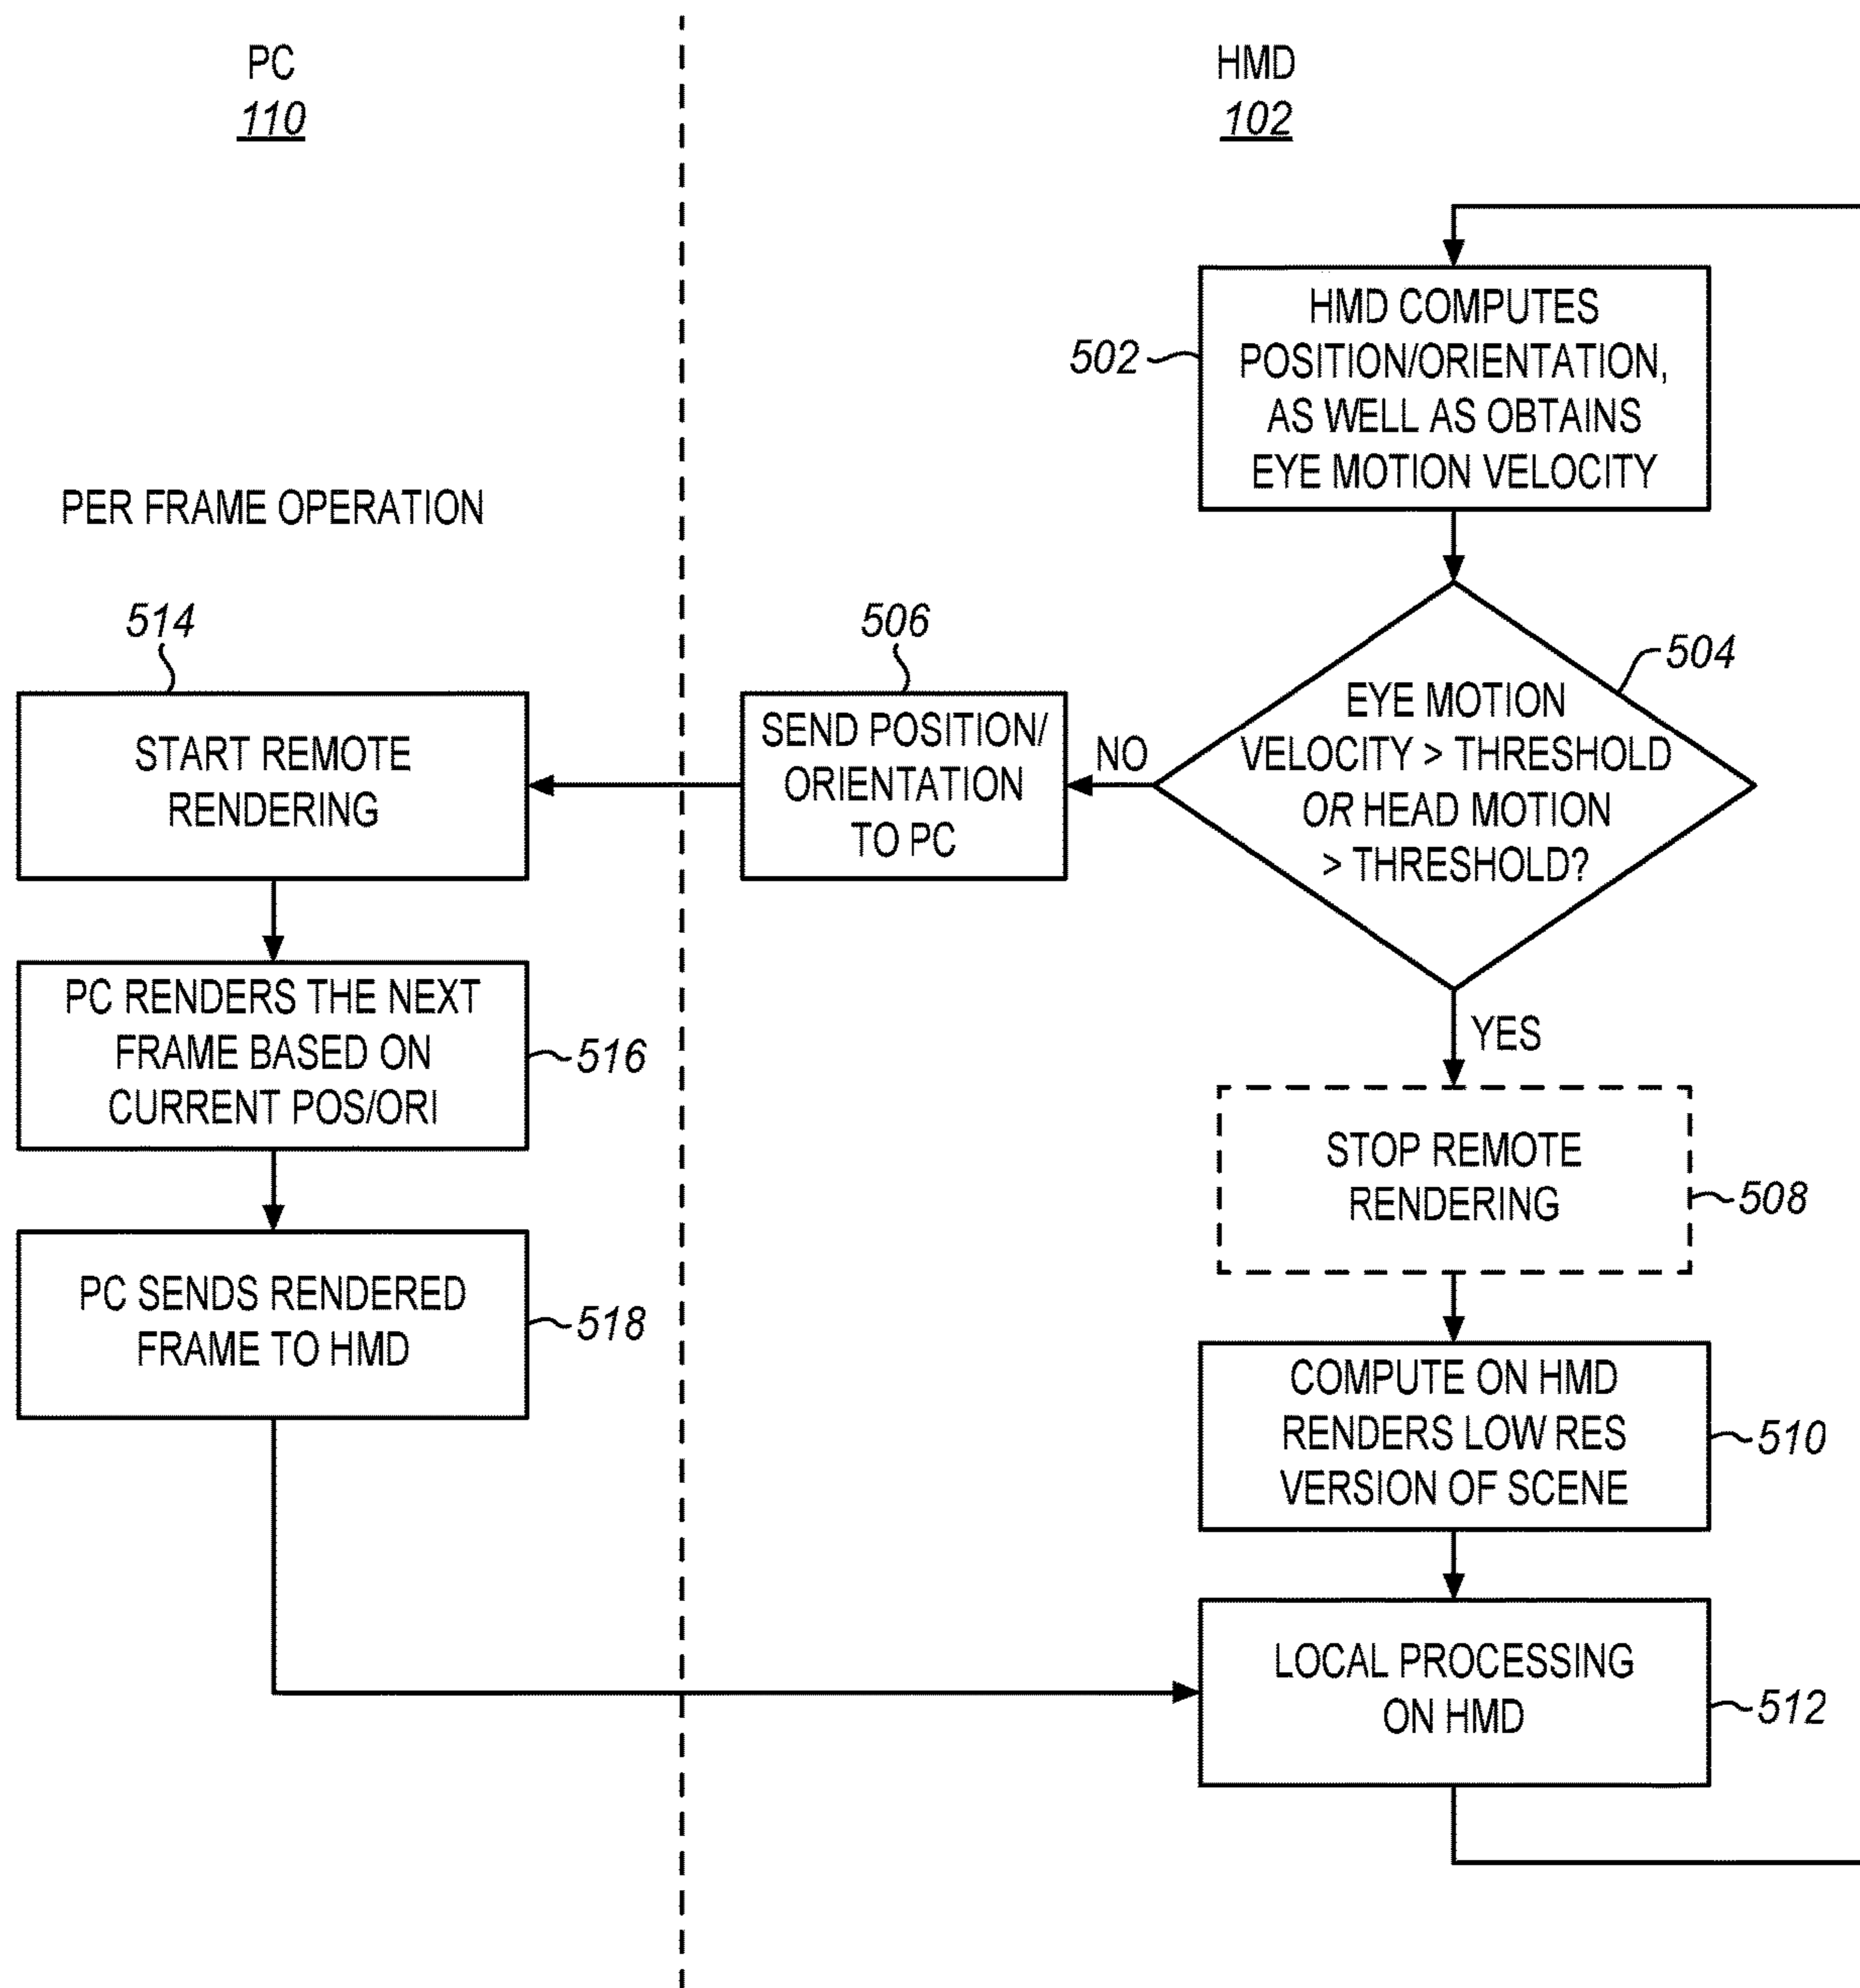 PC
110
HMD
102
HMD COMPUTES
POSITION/ORIENTATION,
AS WELL AS OBTAINS
EYE MOTION VELOCITY
502
PER FRAME OPERATION
514
START REMOTE
RENDERING
506
SEND POSITION/
ORIENTATION
TO PC
NO
504
EYE MOTION
VELOCITY > THRESHOLD
OR HEAD MOTION
> THRESHOLD?
PC RENDERS THE NEXT
FRAME BASED ON
CURRENT POS/ORI
516
YES
STOP REMOTE
RENDERING
508
PC SENDS RENDERED
FRAME TO HMD
518
COMPUTE ON HMD
RENDERS LOW RES
VERSION OF SCENE
510
LOCAL PROCESSING
ON HMD
512